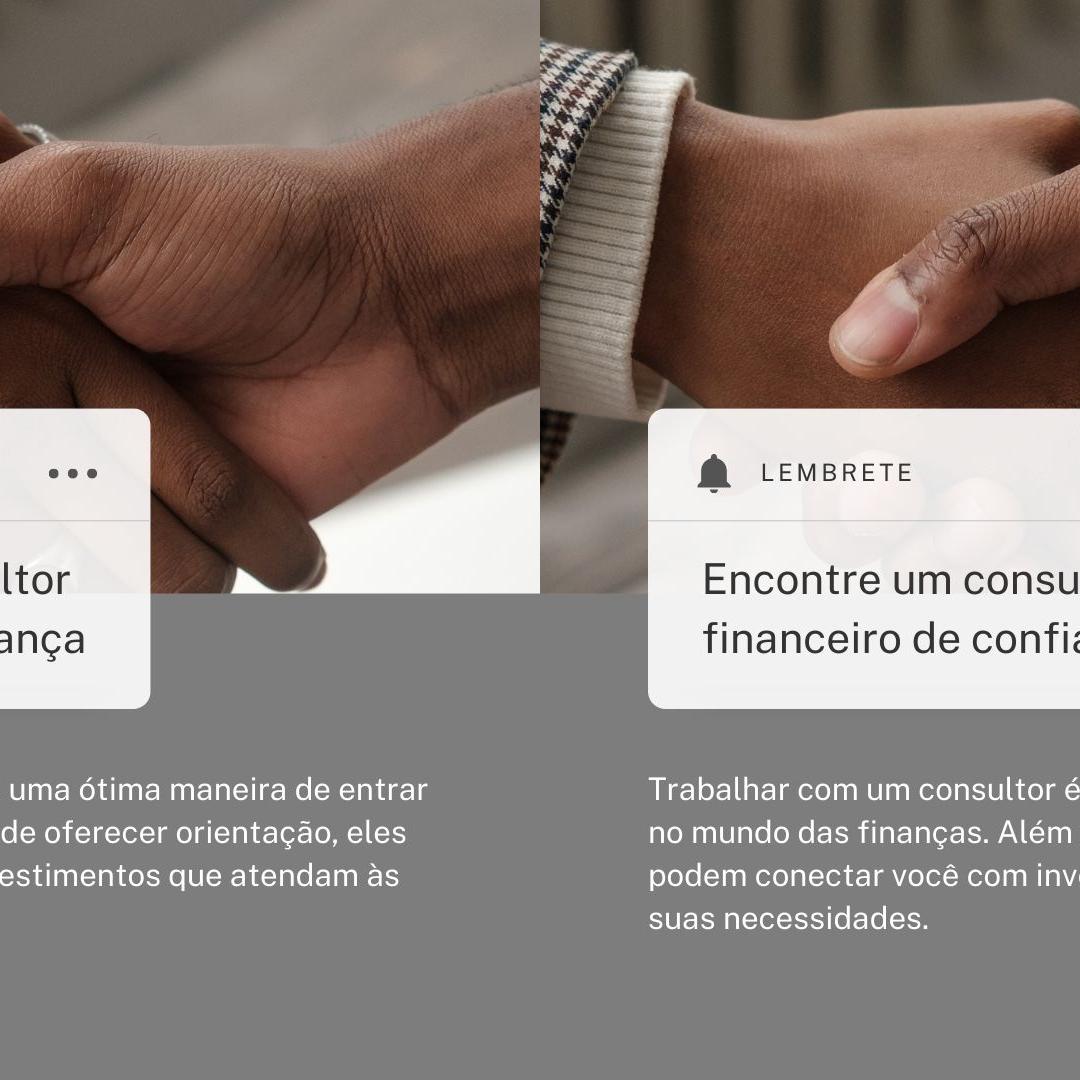 ltor
ança
uma ótima maneira de entrar
de oferecer orientação, eles
estimentos que atendam às
LEMBRETE
Encontre um consu
financeiro de confia
Trabalhar com um consultor é
no mundo das finanças. Além
podem conectar você com inve
suas necessidades.